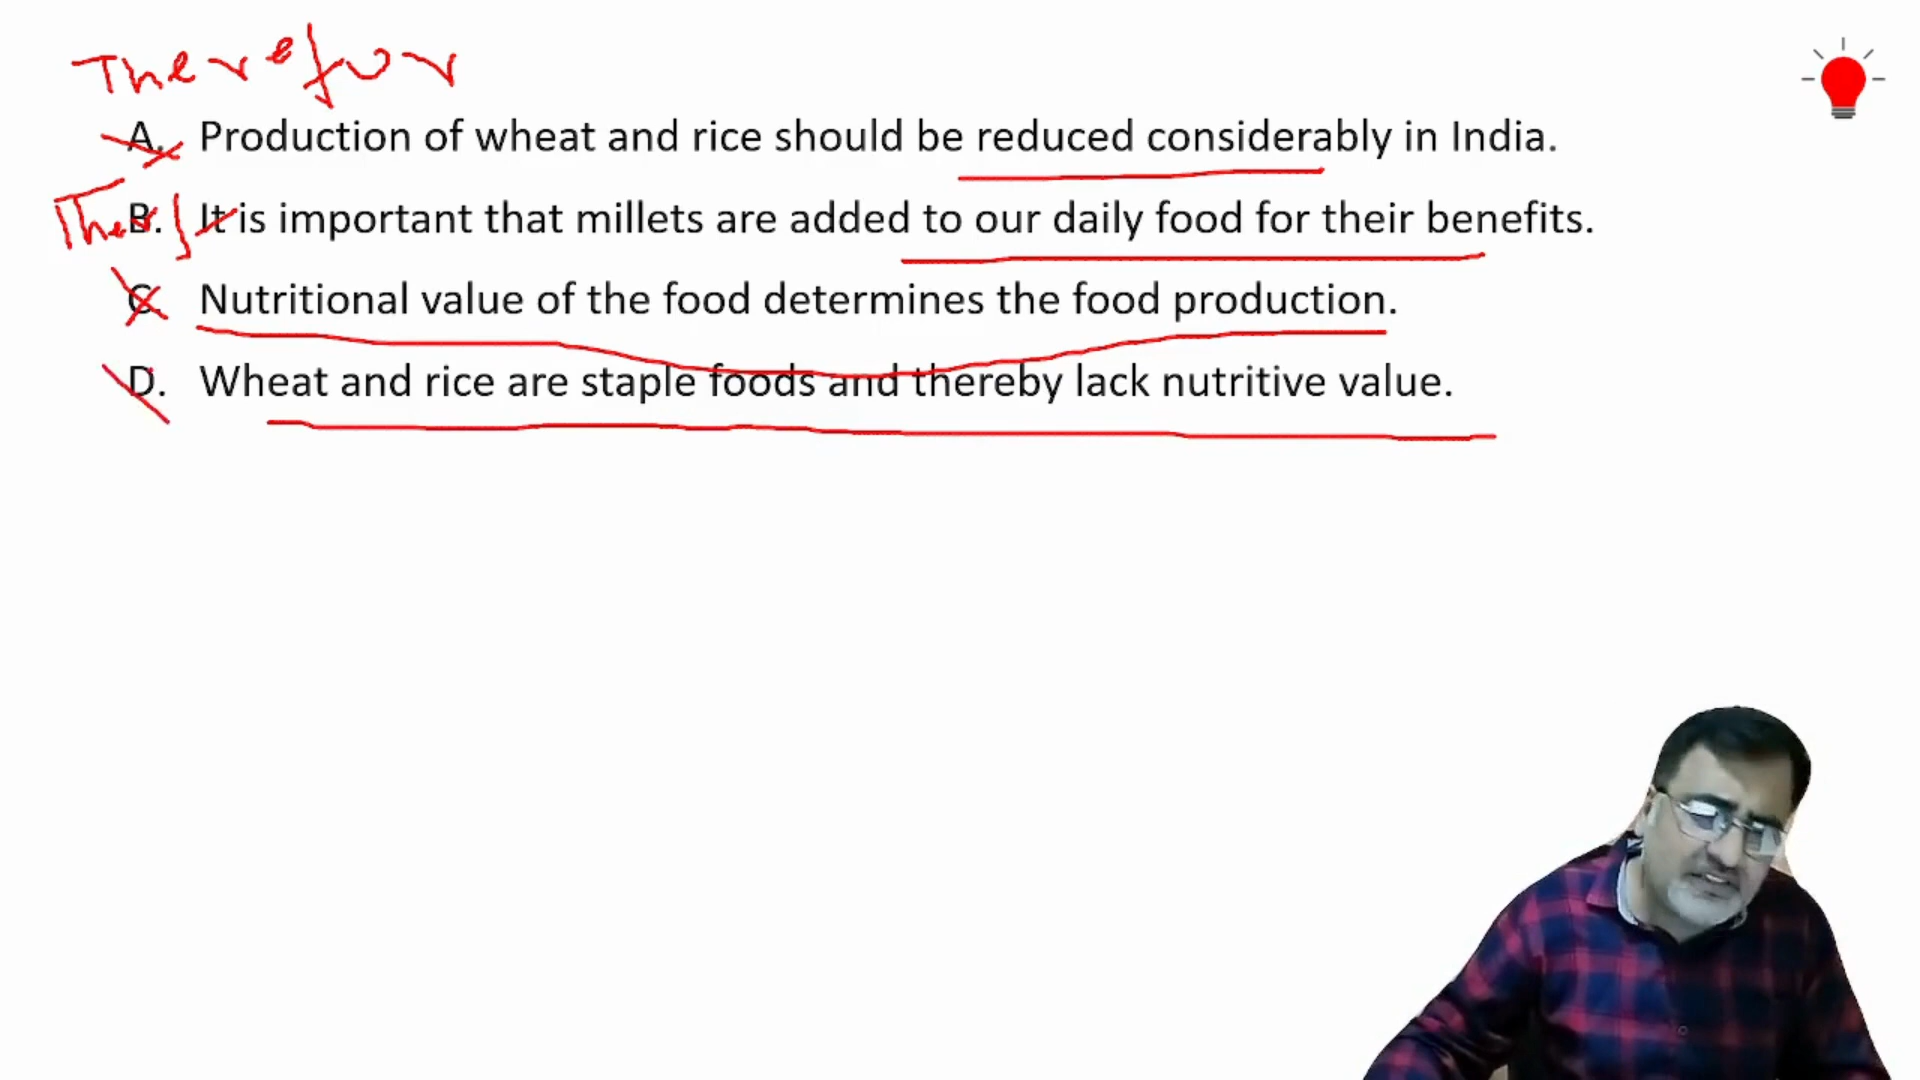 Therefor
A. Production of wheat and rice should be reduced considerably in India.
Ther B. It is important that millets are added to our daily food for their benefits.
C. Nutritional value of the food determines the food production.
D. Wheat and rice are staple foods and thereby lack nutritive value.